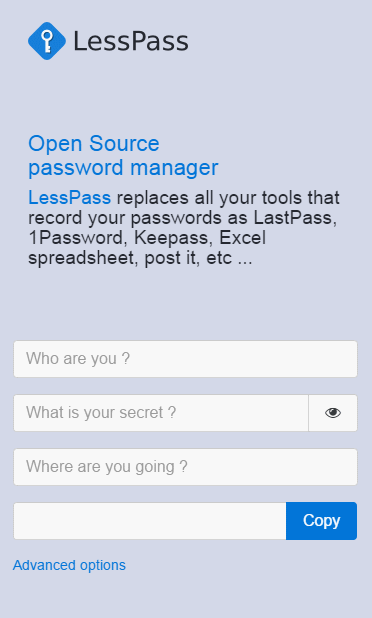 LessPass
Open Source
password manager
LessPass replaces all your tools that
record your passwords as LastPass,
1Password, Keepass, Excel
spreadsheet, post it, etc ...
Who are you ?
What is your secret ?
Where are you going ?
Copy
Advanced options